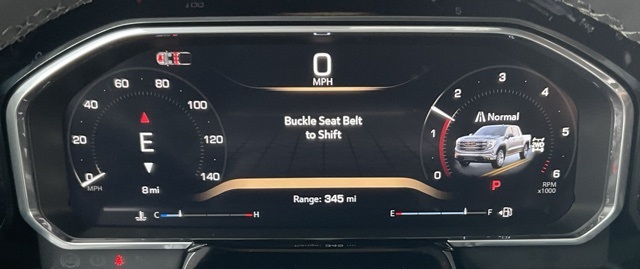 0
MPH
20
40
60
80
100
120
140
MPH
0
E
8 mi
C
H
Buckle Seat Belt
to Shift
Range: 345 mi
0
1
2
3
4
5
6
Normal
P
RPM
x1000
E
F